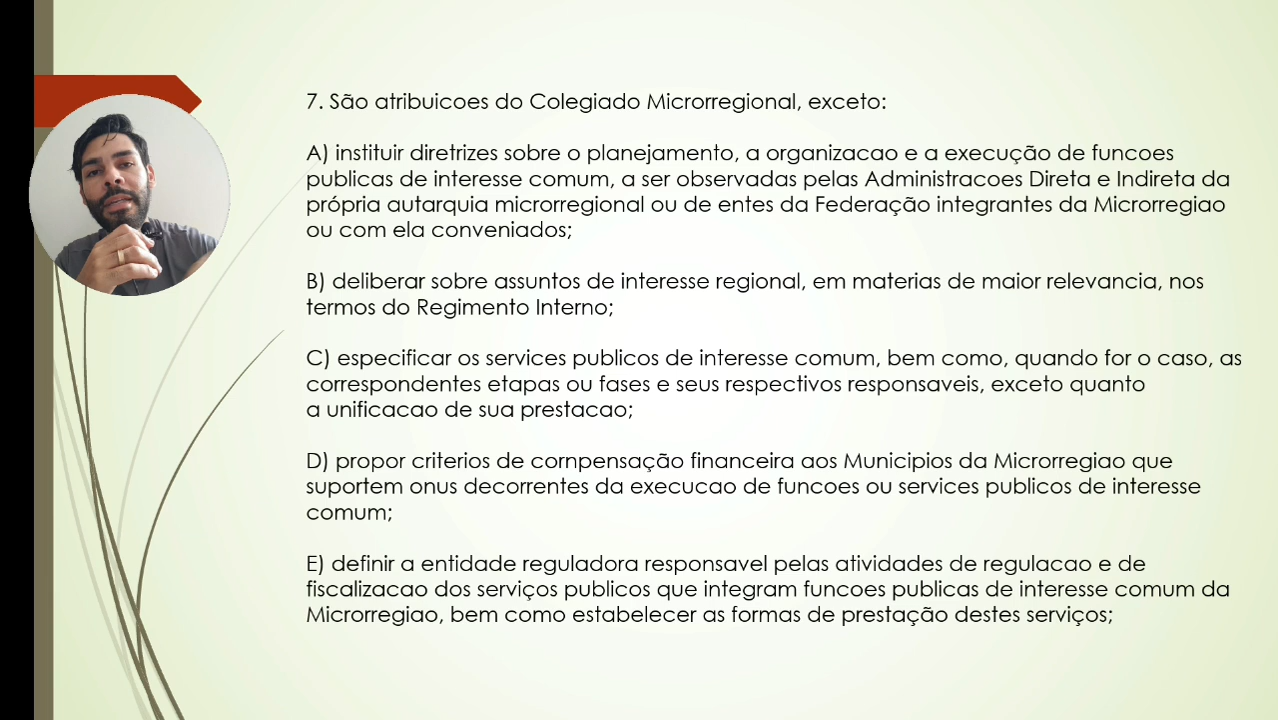 7. São atribuicoes do Colegiado Microrregional, exceto:
A) instituir diretrizes sobre o planejamento, a organizacao e a execução de funcoes
publicas de interesse comum, a ser observadas pelas Administracoes Direta e Indireta da
própria autarquia microrregional ou de entes da Federação integrantes da Microrregiao
ou com ela conveniados;
B) deliberar sobre assuntos de interesse regional, em materias de maior relevancia, nos
termos do Regimento Interno;
C) especificar os services publicos de interesse comum, bem como, quando for o caso, as
correspondentes etapas ou fases e seus respectivos responsaveis, exceto quanto
a unificacao de sua prestacao;
D) propor criterios de cornpensação financeira aos Municipios da Microrregiao que
suportem onus decorrentes da execucao de funcoes ou services publicos de interesse
comum;
E) definir a entidade reguladora responsavel pelas atividades de regulacao e de
fiscalizacao dos serviços publicos que integram funcoes publicas de interesse comum da
Microrregiao, bem como estabelecer as formas de prestação destes serviços;